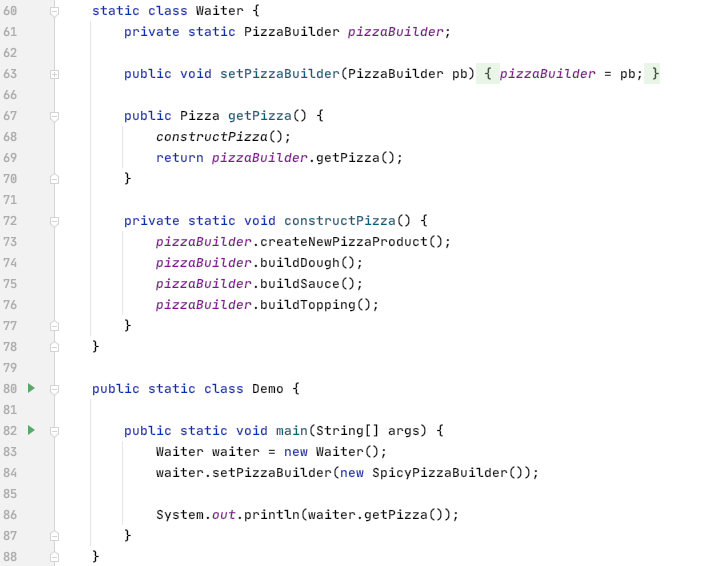 60 static class Waiter {
61 private static PizzaBuilder pizzaBuilder;
62
63 public void setPizzaBuilder(PizzaBuilder pb) { pizzaBuilder = pb; }
66
67 public Pizza getPizza() {
68 constructPizza();
69 return pizzaBuilder.getPizza();
70 }
71
72 private static void constructPizza() {
73 pizzaBuilder.createNewPizzaProduct();
74 pizzaBuilder.buildDough();
75 pizzaBuilder.buildSauce();
76 pizzaBuilder.buildTopping();
77 }
78 }
79
80 public static class Demo {
81
82 public static void main(String[] args) {
83 Waiter waiter = new Waiter();
84 waiter.setPizzaBuilder(new SpicyPizzaBuilder());
85
86 System.out.println(waiter.getPizza());
87 }
88 }